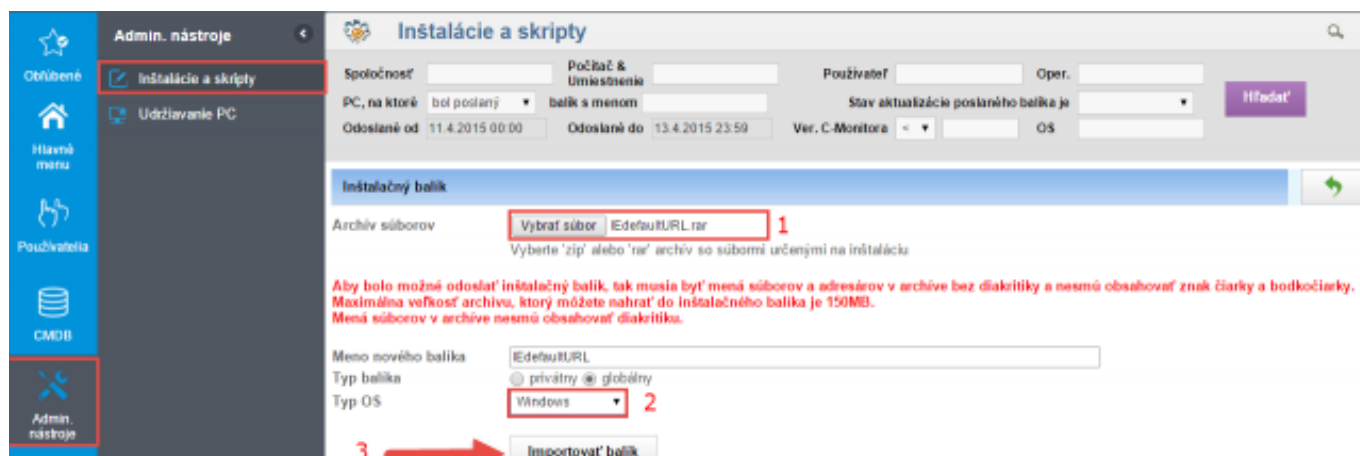 Obľúbené
Hlavné
menu
Používatelia
CMDB
Admin.
nástroje
Admin. nástroje
Inštalácie a skripty
Udržiavanie PC
Inštalácie a skripty
Spoločnosť Počítač & Umiestnenie Používateľ Oper.
PC, na ktoré bol poslaný balík s menom Stav aktualizácie poslaného balíka je Hľadať
Odoslané od 11.4.2015 00:00 Odoslané do 13.4.2015 23:59 Ver. C-Monitora < OS
Inštalačný balík
Archív súborov Vybrať súbor IEdefaultURL.rar 1
Vyberte 'zip' alebo 'rar' archív so súbormi určenými na inštaláciu
Aby bolo možné odoslať inštalačný balík, tak musia byť mená súborov a adresárov v archíve bez diakritiky a nesmú obsahovať znak čiarky a bodkočiarky.
Maximálna veľkosť archivu, ktorý môžete nahrať do inštalačného balíka je 150MB.
Mená súborov v archíve nesmú obsahovať diakritiku.
Meno nového balíka IEdefaultURL
Typ balíka privátny globálny
Typ OS Windows 2
3 Importovať balík